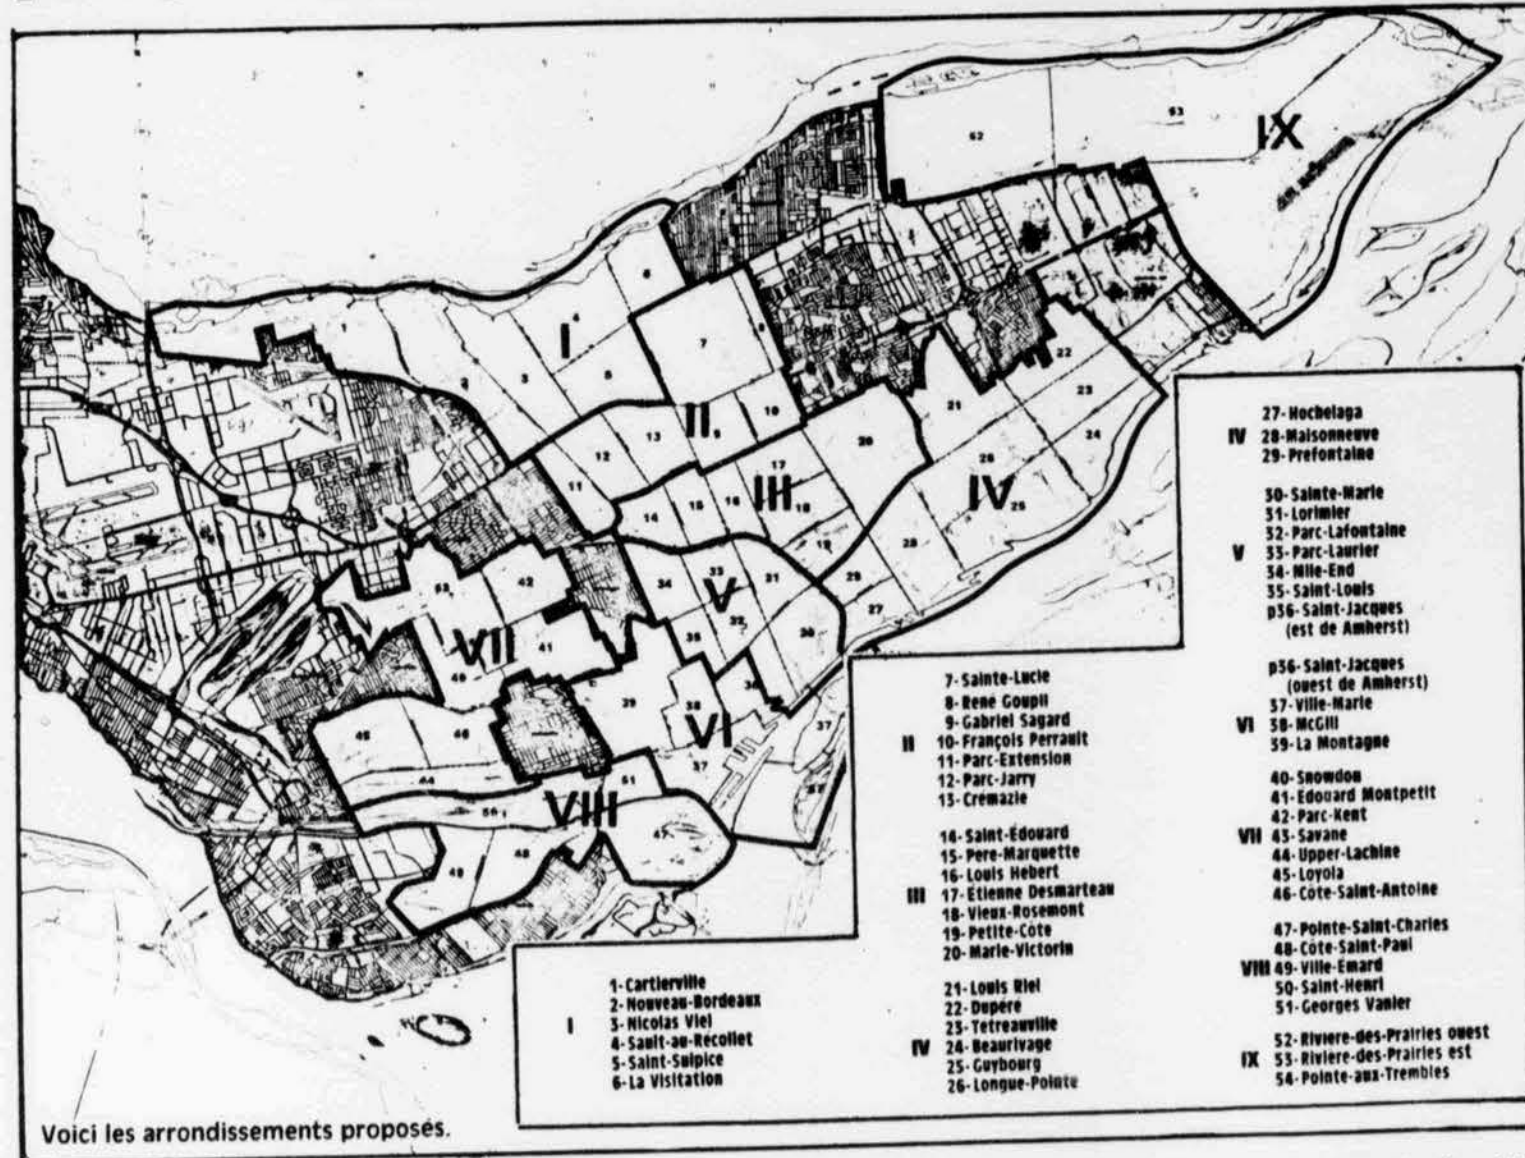 IX
I
II
III
IV
V
VII
VI
VIII
1-Cartierville
2-Nouveau-Bordeaux
I 3-Nicolas Viel
4-Sault-au-Récollet
5-Saint-Sulpice
6-La Visitation
7-Sainte-Lucie
8-René Goupil
9-Gabriel Sagard
II 10-François Perrault
11-Parc-Extension
12-Parc-Jarry
13-Crémazie
14-Saint-Édouard
15-Pere-Marquette
16-Louis Hebert
III 17-Étienne Desmarteau
18-Vieux-Rosemont
19-Petite-Côte
20-Marie-Victorin
21-Louis Riel
22-Dupéré
23-Tetreauville
IV 24-Beaurivage
25-Guybourg
26-Longue-Pointe
27-Hochelaga
IV 28-Maisonneuve
29-Prefontaine
30-Sainte-Marie
31-Lorimier
32-Parc-Lafontaine
V 33-Parc-Laurier
34-Mile-End
35-Saint-Louis
p36-Saint-Jacques
(est de Amherst)
p36-Saint-Jacques
(ouest de Amherst)
37-Ville-Marie
VI 38-McGill
39-La Montagne
40-Snowdon
41-Edouard Montpetit
42-Parc-Kent
VII 43-Savane
44-Upper-Lachine
45-Loyola
46-Côte-Saint-Antoine
47-Pointe-Saint-Charles
48-Côte-Saint-Paul
VIII 49-Ville-Émard
50-Saint-Henri
51-Georges Vanier
52-Riviere-des-Prairies ouest
IX 53-Riviere-des-Prairies est
54-Pointe-aux-Trembles
Voici les arrondissements proposés.